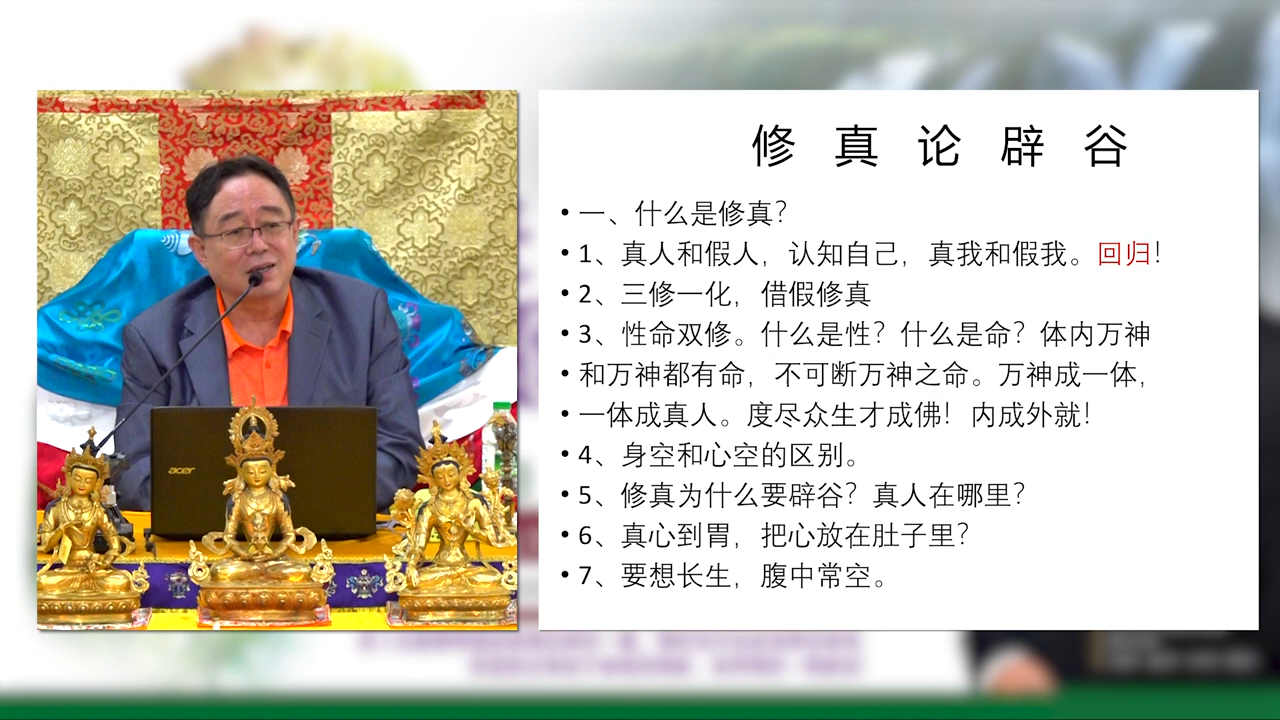 修真论辟谷
• 一、什么是修真？
• 1、真人和假人，认知自己，真我和假我。回归！
• 2、三修一化，借假修真
• 3、性命双修。什么是性？什么是命？体内万神
• 和万神都有命，不可断万神之命。万神成一体，
• 一体成真人。度尽众生才成佛！内成外就！
• 4、身空和心空的区别。
• 5、修真为什么要辟谷？真人在哪里？
• 6、真心到胃，把心放在肚子里？
• 7、要想长生，腹中常空。
acer